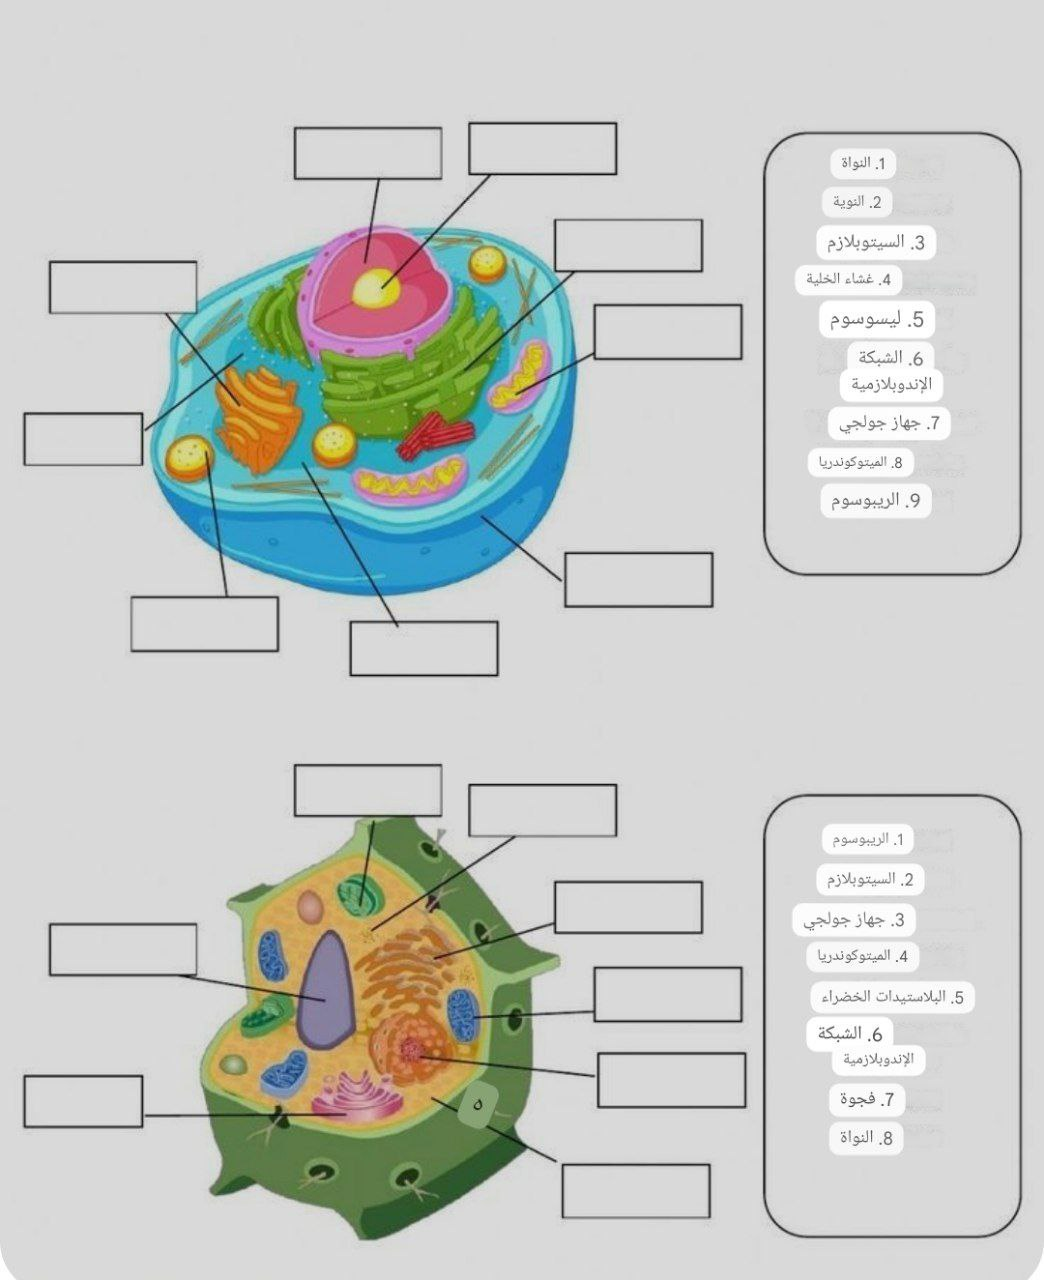 1. النواة
2. النوية
3. السيتوبلازم
4. غشاء الخلية
5. ليسوسوم
6. الشبكة
الإندوبلازمية
7. جهاز جولجي
8. الميتوكوندريا
9. الريبوسوم
1. الريبوسوم
2. السيتوبلازم
3. جهاز جولجي
4. الميتوكوندريا
5. البلاستيدات الخضراء
6. الشبكة
الإندوبلازمية
7. فجوة
8. النواة
٥